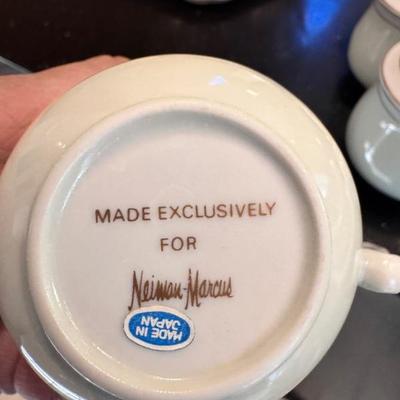 MADE EXCLUSIVELY
FOR
Neiman-Marcus
MADE IN
JAPAN